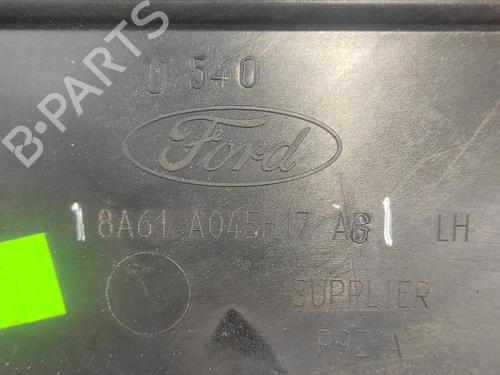 B-PARTS
U 540
Ford
8A61 A045H17 AG LH
SUPPLIER